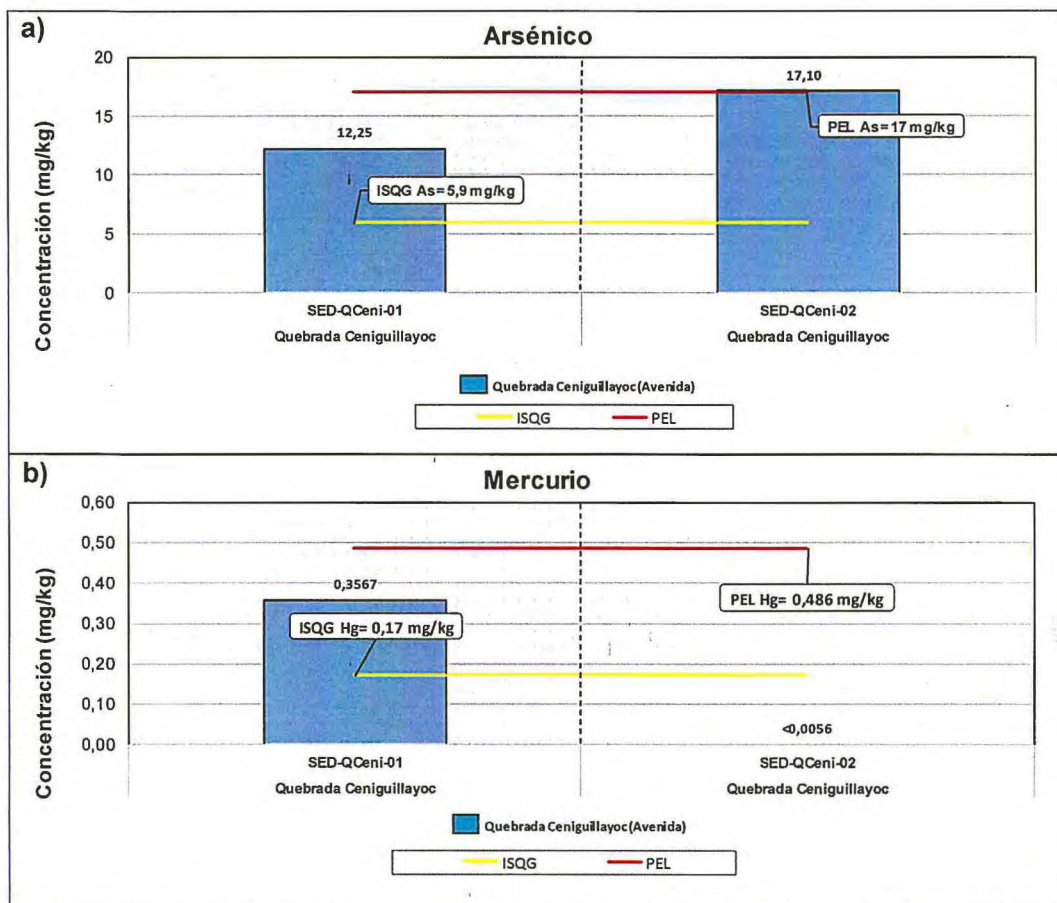 a)
Arsénico
Concentración (mg/kg)
20
15
10
5
0
12,25
17,10
ISQG As= 5,9 mg/kg
PEL As= 17 mg/kg
SED-QCeni-01
SED-QCeni-02
Quebrada Ceniguillayoc
Quebrada Ceniguillayoc
Quebrada Ceniguillayoc (Avenida)
ISQG
PEL
b)
Mercurio
Concentración (mg/kg)
0,60
0,50
0,40
0,30
0,20
0,10
0,00
0,3567
<0,0056
ISQG Hg= 0,17 mg/kg
PEL Hg= 0,486 mg/kg
SED-QCeni-01
SED-QCeni-02
Quebrada Ceniguillayoc
Quebrada Ceniguillayoc
Quebrada Ceniguillayoc (Avenida)
ISQG
PEL